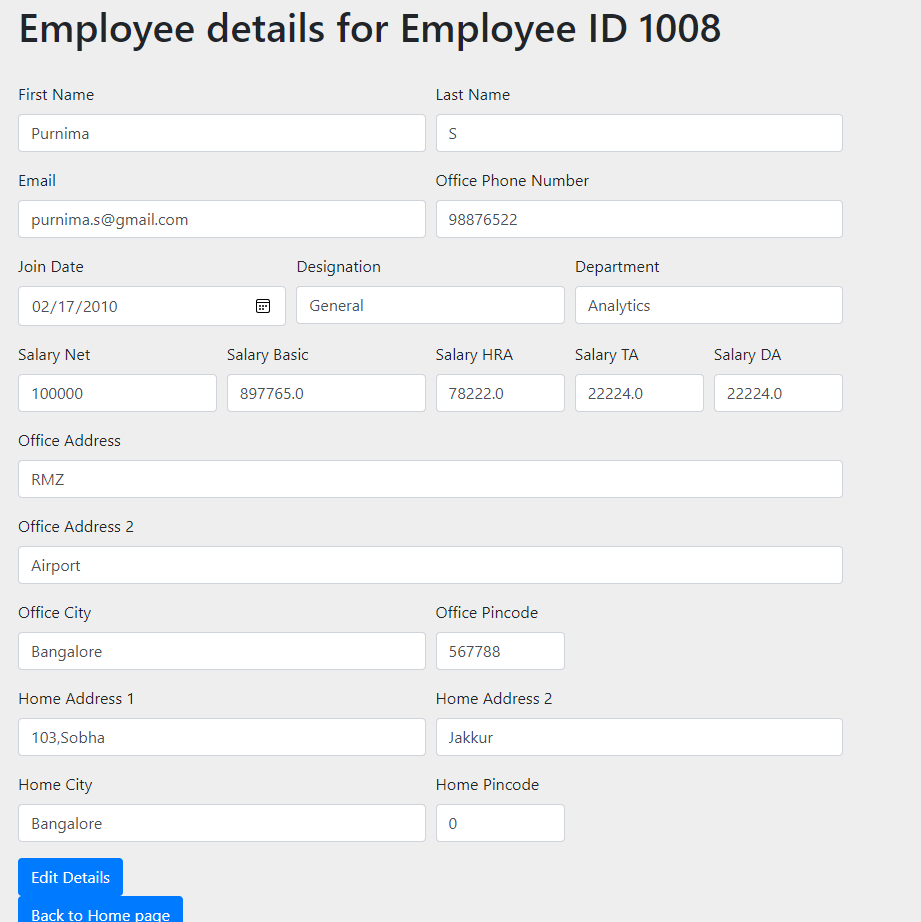 Employee details for Employee ID 1008
First Name Last Name
Purnima S
Email Office Phone Number
purnima.s@gmail.com 98876522
Join Date Designation Department
02/17/2010 General Analytics
Salary Net Salary Basic Salary HRA Salary TA Salary DA
100000 897765.0 78222.0 22224.0 22224.0
Office Address
RMZ
Office Address 2
Airport
Office City Office Pincode
Bangalore 567788
Home Address 1 Home Address 2
103,Sobha Jakkur
Home City Home Pincode
Bangalore 0
Edit Details
Back to Home page